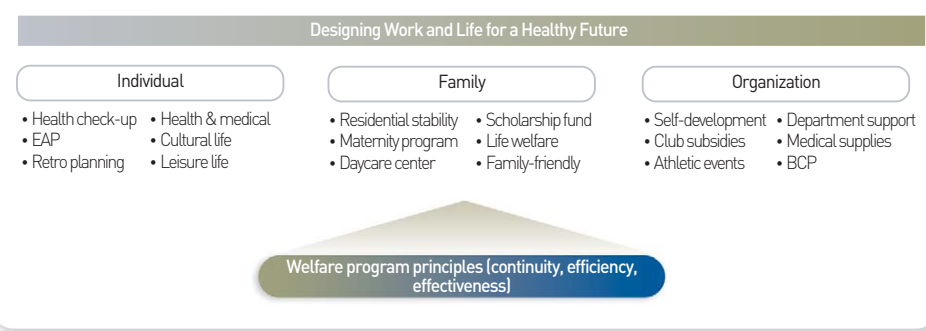 Designing Work and Life for a Healthy Future
Individual
• Health check-up
• EAP
• Retro planning
• Health & medical
• Cultural life
• Leisure life
Family
• Residential stability
• Maternity program
• Daycare center
• Scholarship fund
• Life welfare
• Family-friendly
Organization
• Self-development
• Club subsidies
• Athletic events
• Department support
• Medical supplies
• BCP
Welfare program principles (continuity, efficiency,
effectiveness)